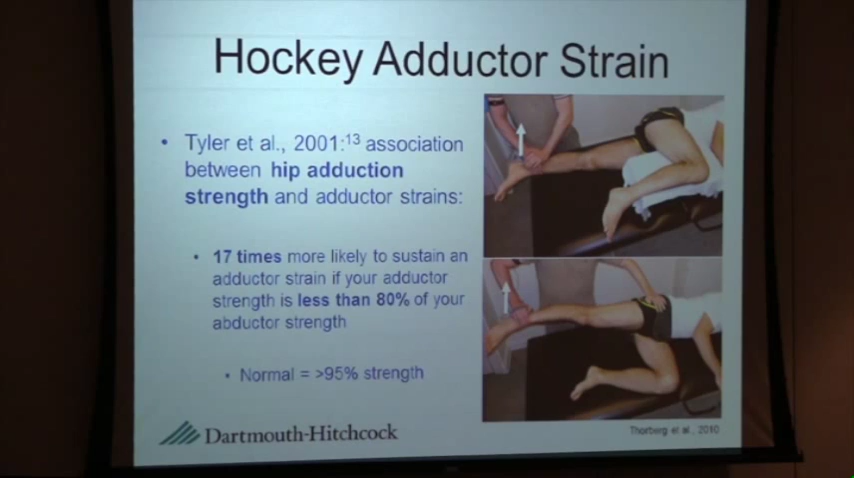 Hockey Adductor Strain
• Tyler et al., 2001:13 association
between hip adduction
strength and adductor strains:
• 17 times more likely to sustain an
adductor strain if your adductor
strength is less than 80% of your
abductor strength
• Normal = >95% strength
Dartmouth-Hitchcock
Thorberg et al., 2010